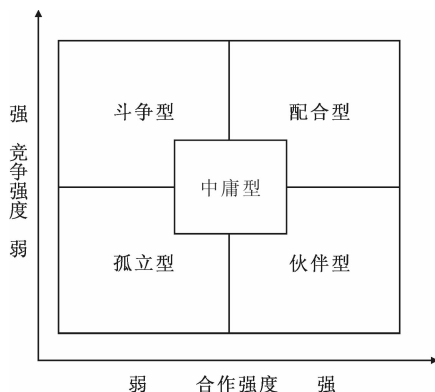 强 竞争强度 弱
斗争型
配合型
中庸型
孤立型
伙伴型
弱 合作强度 强